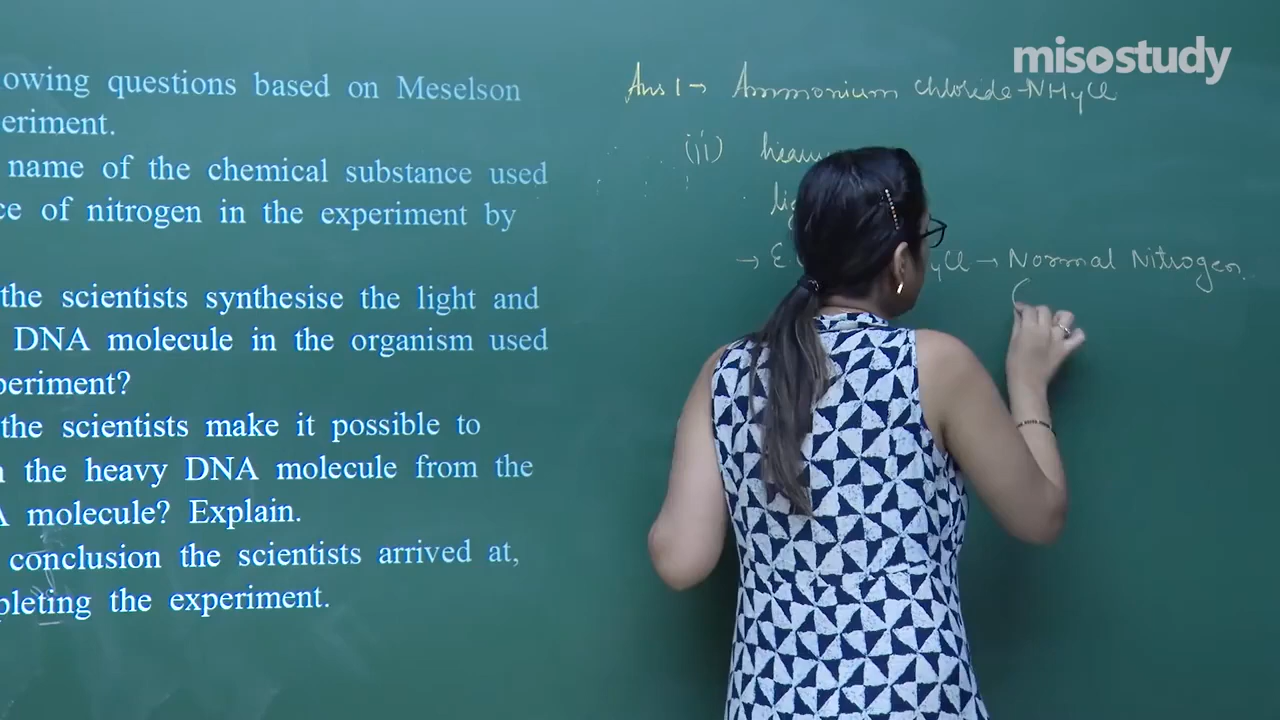 misostudy
owing questions based on Meselson
eriment.
name of the chemical substance used
ce of nitrogen in the experiment by
the scientists synthesise the light and
DNA molecule in the organism used
periment?
the scientists make it possible to
the heavy DNA molecule from the
molecule? Explain.
conclusion the scientists arrived at,
pleting the experiment.
Ans 1→ Ammonium chloride-NH4Cl
(ii) heav
lig
→ E 4Cl → Normal Nitrogen.
(